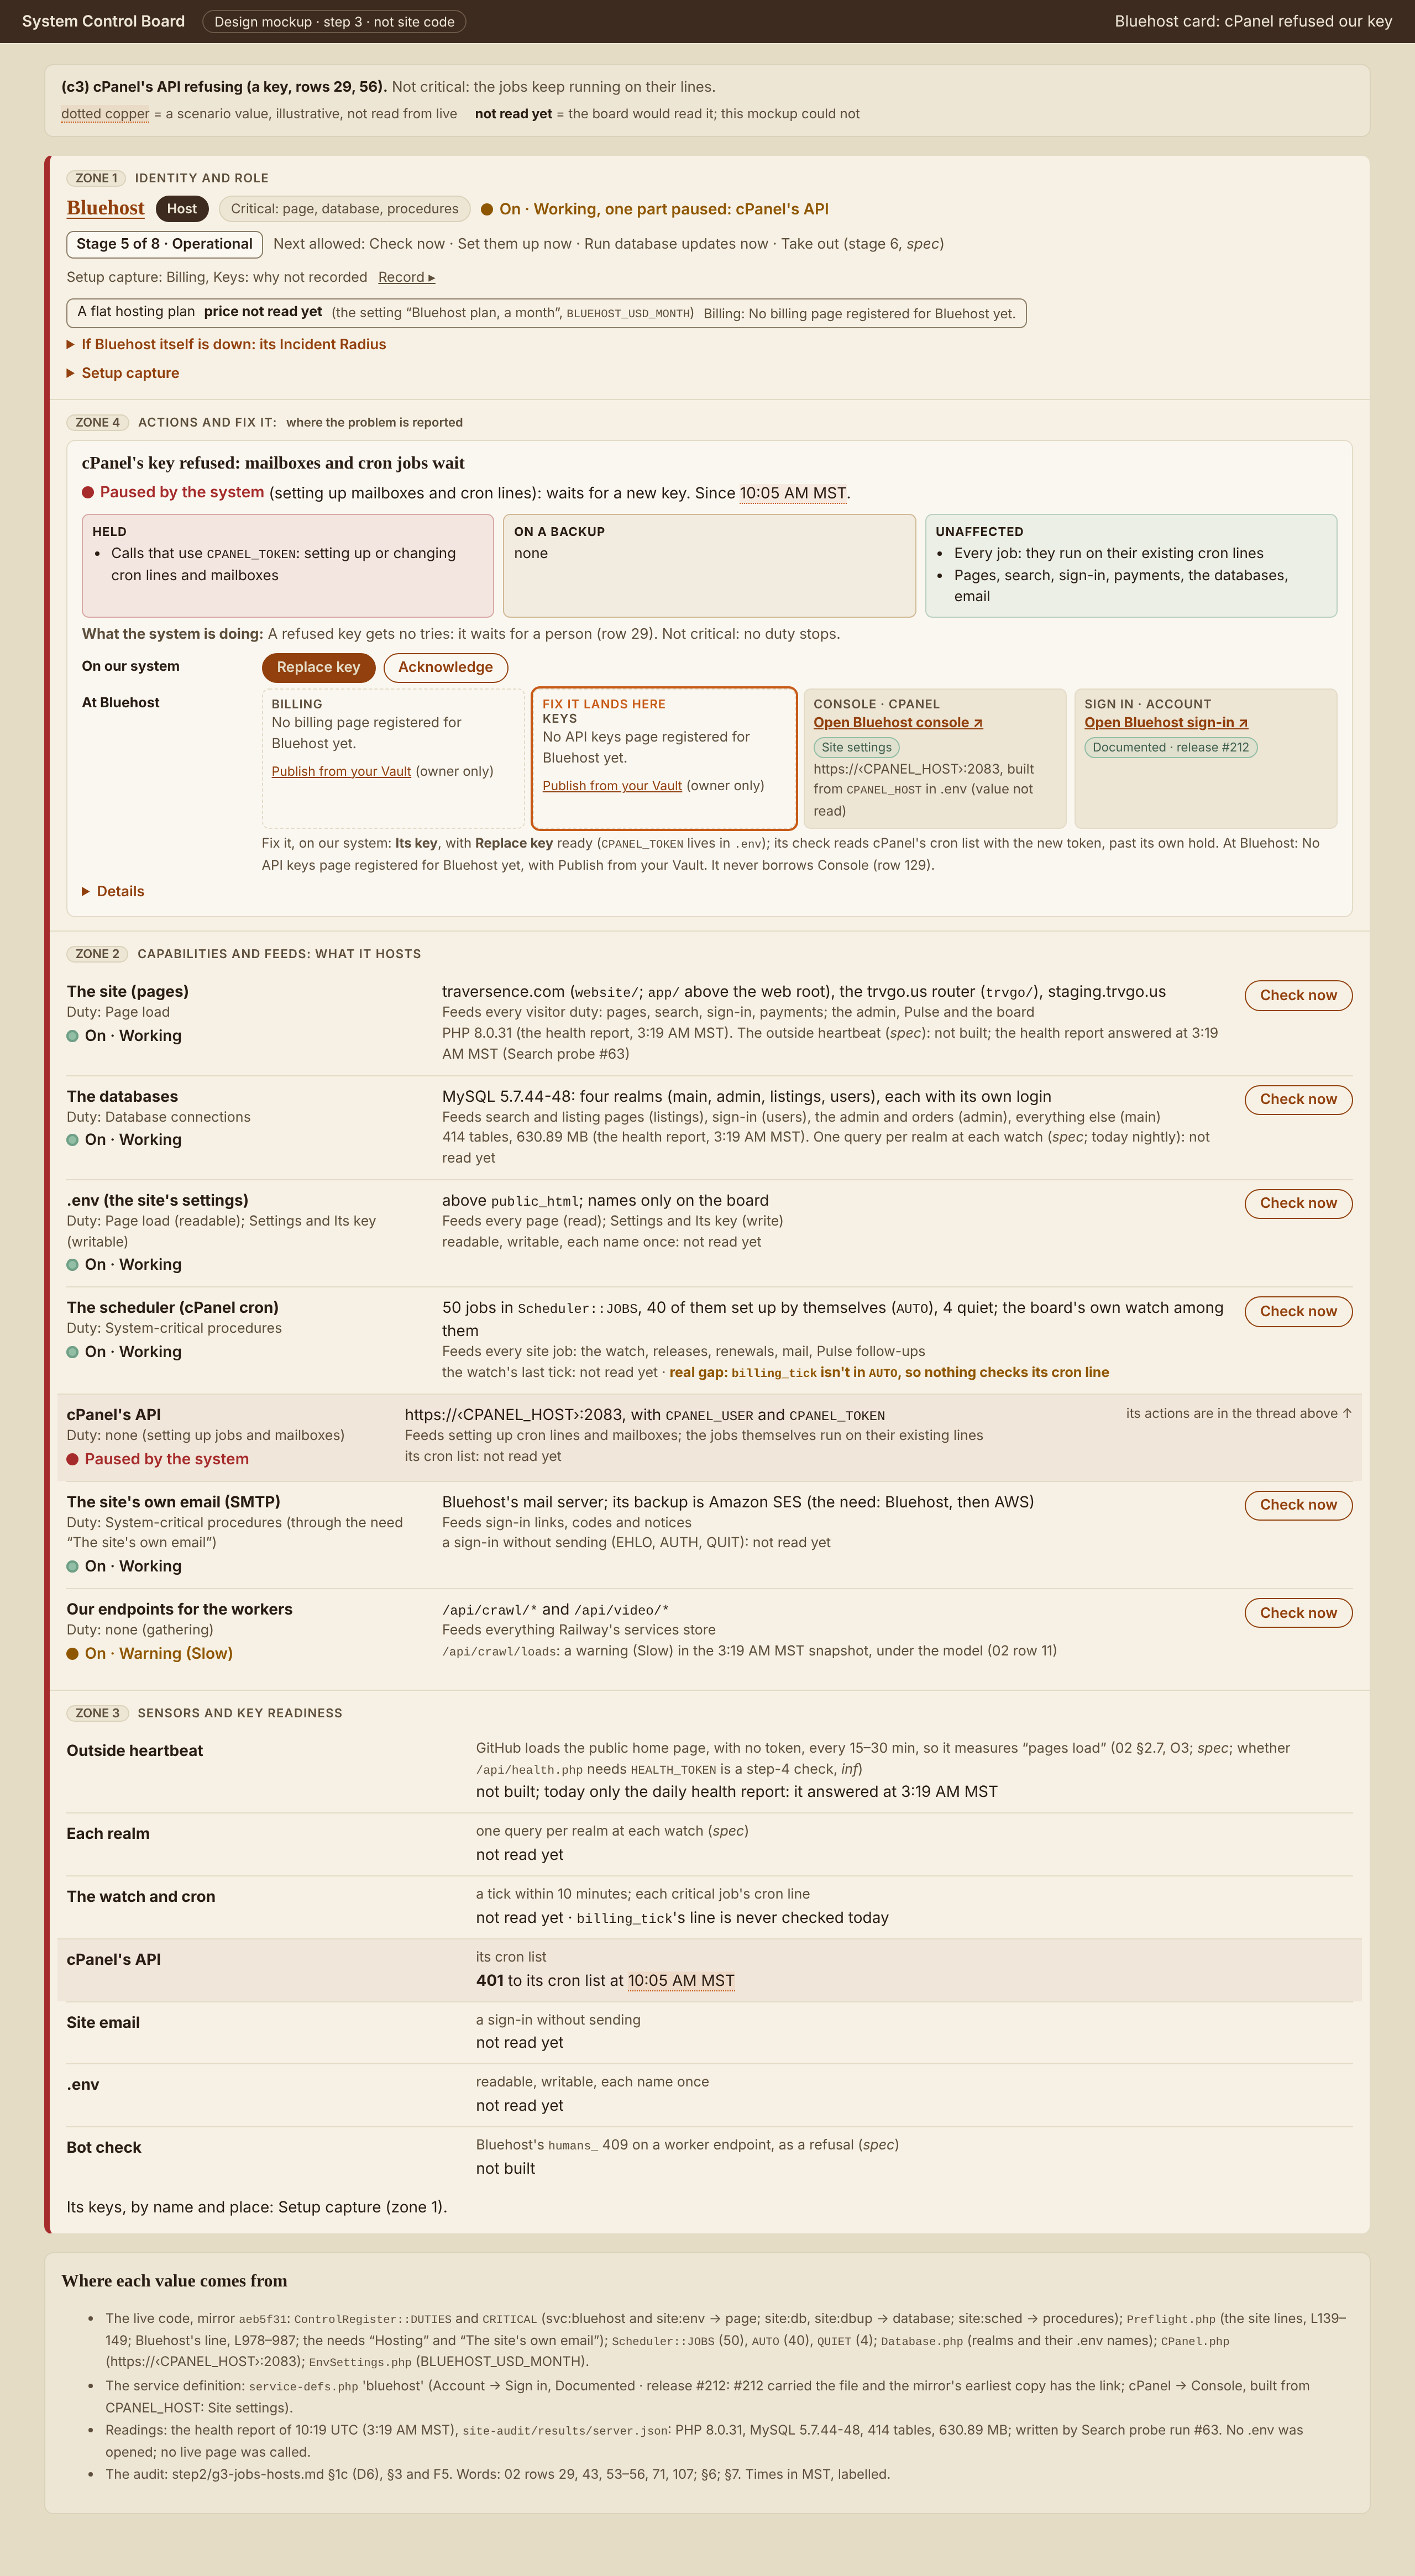 System Control Board
Design mockup · step 3 · not site code
Bluehost card: cPanel refused our key
(c3) cPanel's API refusing (a key, rows 29, 56). Not critical: the jobs keep running on their lines.
dotted copper = a scenario value, illustrative, not read from live not read yet = the board would read it; this mockup could not
ZONE 1 IDENTITY AND ROLE
Bluehost Host Critical: page, database, procedures On · Working, one part paused: cPanel's API
Stage 5 of 8 · Operational Next allowed: Check now · Set them up now · Run database updates now · Take out (stage 6, spec)
Setup capture: Billing, Keys: why not recorded Record ▸
A flat hosting plan price not read yet (the setting “Bluehost plan, a month”, BLUEHOST_USD_MONTH) Billing: No billing page registered for Bluehost yet.
▶ If Bluehost itself is down: its Incident Radius
▶ Setup capture
ZONE 4 ACTIONS AND FIX IT: where the problem is reported
cPanel's key refused: mailboxes and cron jobs wait
Paused by the system (setting up mailboxes and cron lines): waits for a new key. Since 10:05 AM MST.
HELD
• Calls that use CPANEL_TOKEN: setting up or changing
cron lines and mailboxes
ON A BACKUP
none
UNAFFECTED
• Every job: they run on their existing cron lines
• Pages, search, sign-in, payments, the databases,
email
What the system is doing: A refused key gets no tries: it waits for a person (row 29). Not critical: no duty stops.
On our system
Replace key
Acknowledge
At Bluehost
BILLING
No billing page registered for
Bluehost yet.
Publish from your Vault (owner only)
FIX IT LANDS HERE
KEYS
No API keys page registered for
Bluehost yet.
Publish from your Vault (owner only)
CONSOLE · CPANEL
Open Bluehost console ↗
Site settings
https://‹CPANEL_HOST›:2083, built
from CPANEL_HOST in .env (value not
read)
SIGN IN · ACCOUNT
Open Bluehost sign-in ↗
Documented · release #212
Fix it, on our system: Its key, with Replace key ready (CPANEL_TOKEN lives in .env); its check reads cPanel's cron list with the new token, past its own hold. At Bluehost: No
API keys page registered for Bluehost yet, with Publish from your Vault. It never borrows Console (row 129).
▶ Details
ZONE 2 CAPABILITIES AND FEEDS: WHAT IT HOSTS
The site (pages)
Duty: Page load
On · Working
traversence.com (website/; app/ above the web root), the trvgo.us router (trvgo/), staging.trvgo.us
Feeds every visitor duty: pages, search, sign-in, payments; the admin, Pulse and the board
PHP 8.0.31 (the health report, 3:19 AM MST). The outside heartbeat (spec): not built; the health report answered at 3:19
AM MST (Search probe #63)
Check now
The databases
Duty: Database connections
On · Working
MySQL 5.7.44-48: four realms (main, admin, listings, users), each with its own login
Feeds search and listing pages (listings), sign-in (users), the admin and orders (admin), everything else (main)
414 tables, 630.89 MB (the health report, 3:19 AM MST). One query per realm at each watch (spec; today nightly): not
read yet
Check now
.env (the site's settings)
Duty: Page load (readable); Settings and Its key
(writable)
On · Working
above public_html; names only on the board
Feeds every page (read); Settings and Its key (write)
readable, writable, each name once: not read yet
Check now
The scheduler (cPanel cron)
Duty: System-critical procedures
On · Working
50 jobs in Scheduler::JOBS, 40 of them set up by themselves (AUTO), 4 quiet; the board's own watch among
them
Feeds every site job: the watch, releases, renewals, mail, Pulse follow-ups
the watch's last tick: not read yet · real gap: billing_tick isn't in AUTO, so nothing checks its cron line
Check now
cPanel's API
Duty: none (setting up jobs and mailboxes)
Paused by the system
https://‹CPANEL_HOST›:2083, with CPANEL_USER and CPANEL_TOKEN
Feeds setting up cron lines and mailboxes; the jobs themselves run on their existing lines
its cron list: not read yet
its actions are in the thread above ↑
The site's own email (SMTP)
Duty: System-critical procedures (through the need
“The site's own email”)
On · Working
Bluehost's mail server; its backup is Amazon SES (the need: Bluehost, then AWS)
Feeds sign-in links, codes and notices
a sign-in without sending (EHLO, AUTH, QUIT): not read yet
Check now
Our endpoints for the workers
Duty: none (gathering)
On · Warning (Slow)
/api/crawl/* and /api/video/*
Feeds everything Railway's services store
/api/crawl/loads: a warning (Slow) in the 3:19 AM MST snapshot, under the model (02 row 11)
Check now
ZONE 3 SENSORS AND KEY READINESS
Outside heartbeat
GitHub loads the public home page, with no token, every 15–30 min, so it measures “pages load” (02 §2.7, O3; spec; whether
/api/health.php needs HEALTH_TOKEN is a step-4 check, inf)
not built; today only the daily health report: it answered at 3:19 AM MST
Each realm
one query per realm at each watch (spec)
not read yet
The watch and cron
a tick within 10 minutes; each critical job's cron line
not read yet · billing_tick's line is never checked today
cPanel's API
its cron list
401 to its cron list at 10:05 AM MST
Site email
a sign-in without sending
not read yet
.env
readable, writable, each name once
not read yet
Bot check
Bluehost's humans_ 409 on a worker endpoint, as a refusal (spec)
not built
Its keys, by name and place: Setup capture (zone 1).
Where each value comes from
• The live code, mirror aeb5f31: ControlRegister::DUTIES and CRITICAL (svc:bluehost and site:env → page; site:db, site:dbup → database; site:sched → procedures); Preflight.php (the site lines, L139–
149; Bluehost's line, L978–987; the needs “Hosting” and “The site's own email”); Scheduler::JOBS (50), AUTO (40), QUIET (4); Database.php (realms and their .env names); CPanel.php
(https://‹CPANEL_HOST›:2083); EnvSettings.php (BLUEHOST_USD_MONTH).
• The service definition: service-defs.php 'bluehost' (Account → Sign in, Documented · release #212: #212 carried the file and the mirror's earliest copy has the link; cPanel → Console, built from
CPANEL_HOST: Site settings).
• Readings: the health report of 10:19 UTC (3:19 AM MST), site-audit/results/server.json: PHP 8.0.31, MySQL 5.7.44-48, 414 tables, 630.89 MB; written by Search probe run #63. No .env was
opened; no live page was called.
• The audit: step2/g3-jobs-hosts.md §1c (D6), §3 and F5. Words: 02 rows 29, 43, 53–56, 71, 107; §6; §7. Times in MST, labelled.